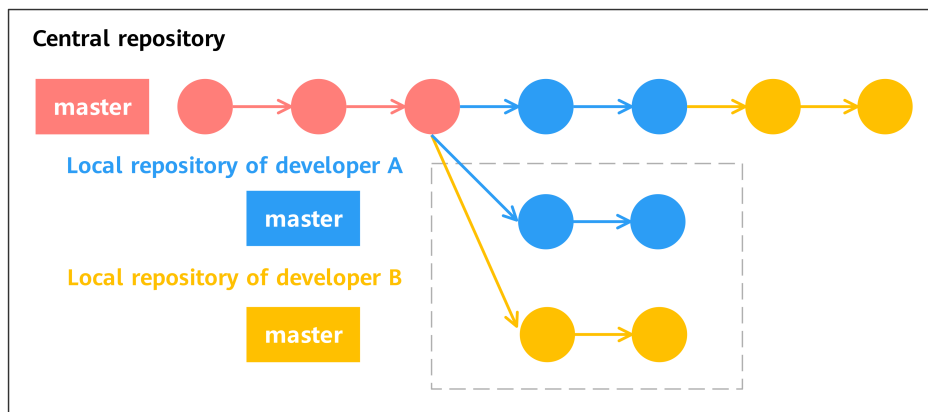 Central repository
master
Local repository of developer A
master
Local repository of developer B
master